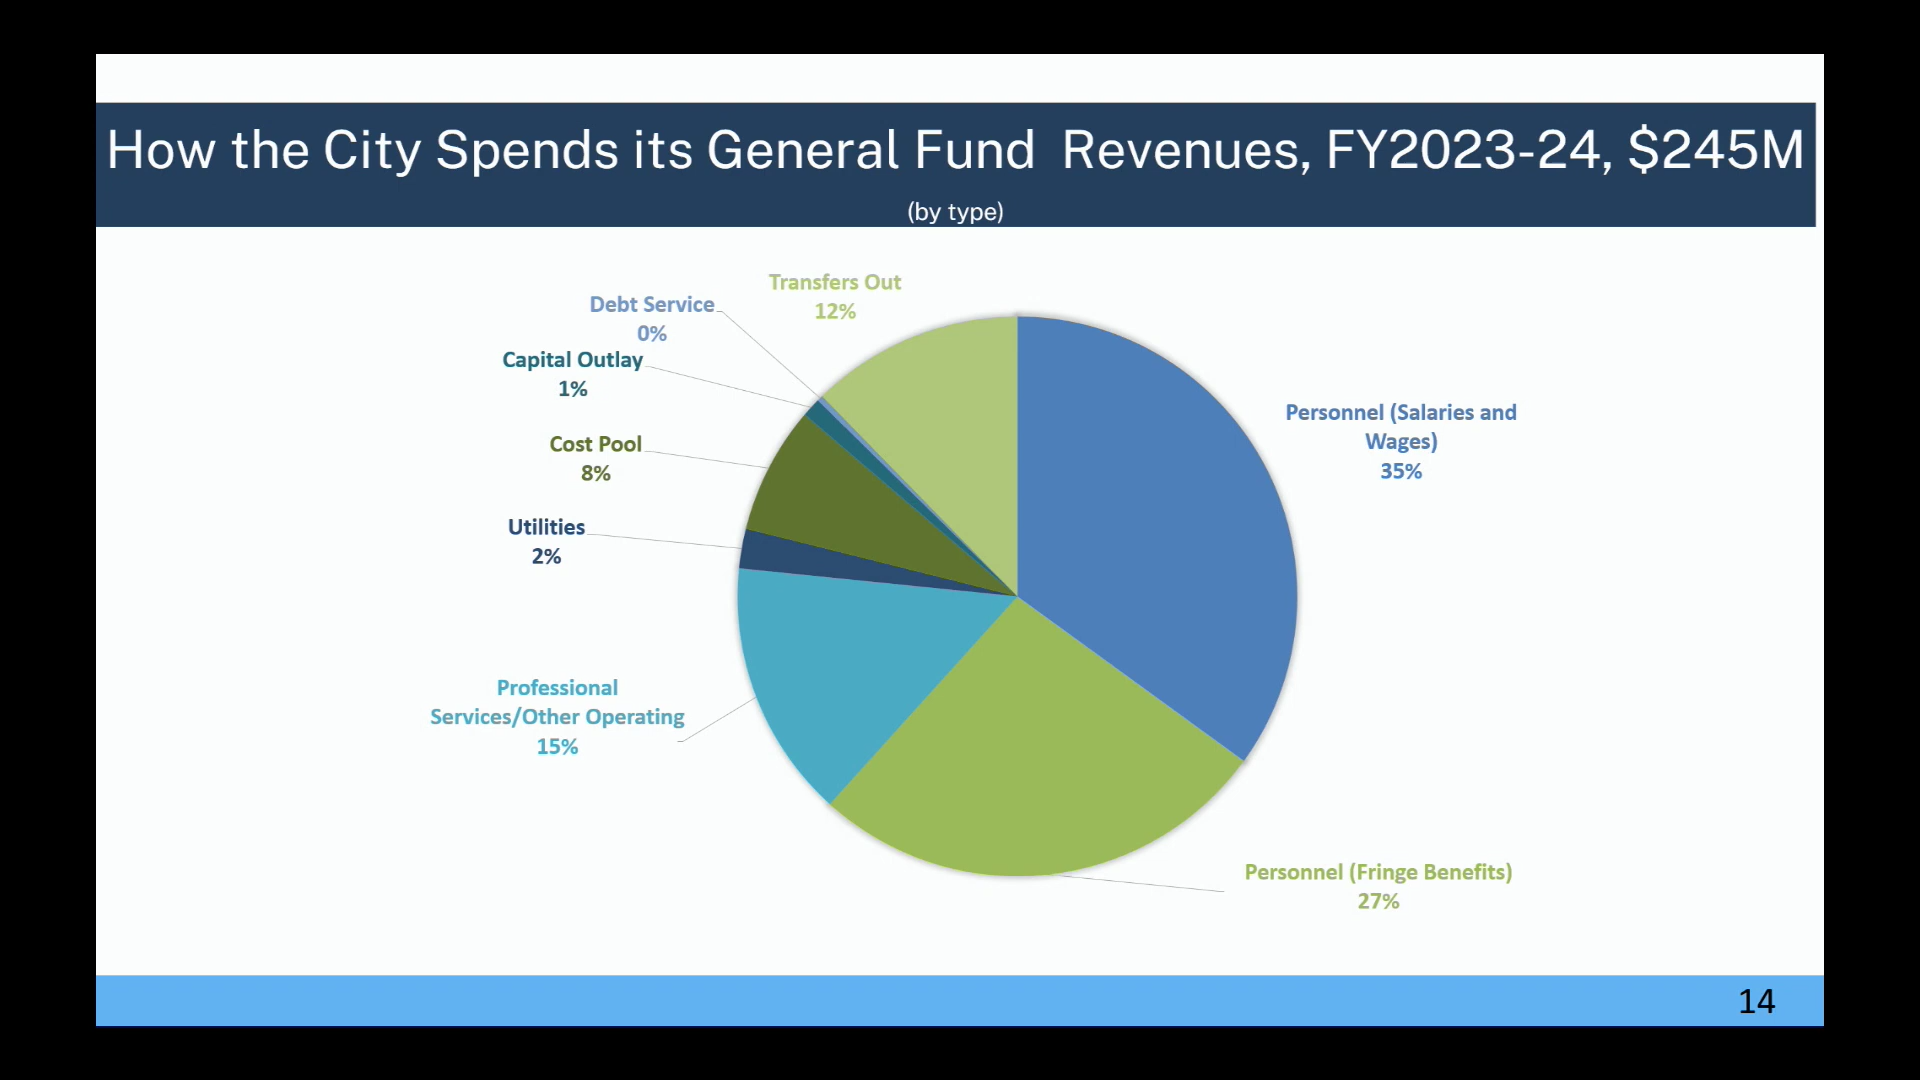 How the City Spends its General Fund  Revenues, FY2023-24, $245M
(by type)
Transfers Out
12%
Debt Service
0%
Capital Outlay
1%
Cost Pool
8%
Utilities
2%
Professional
Services/Other Operating
15%
Personnel (Salaries and
Wages)
35%
Personnel (Fringe Benefits)
27%
14